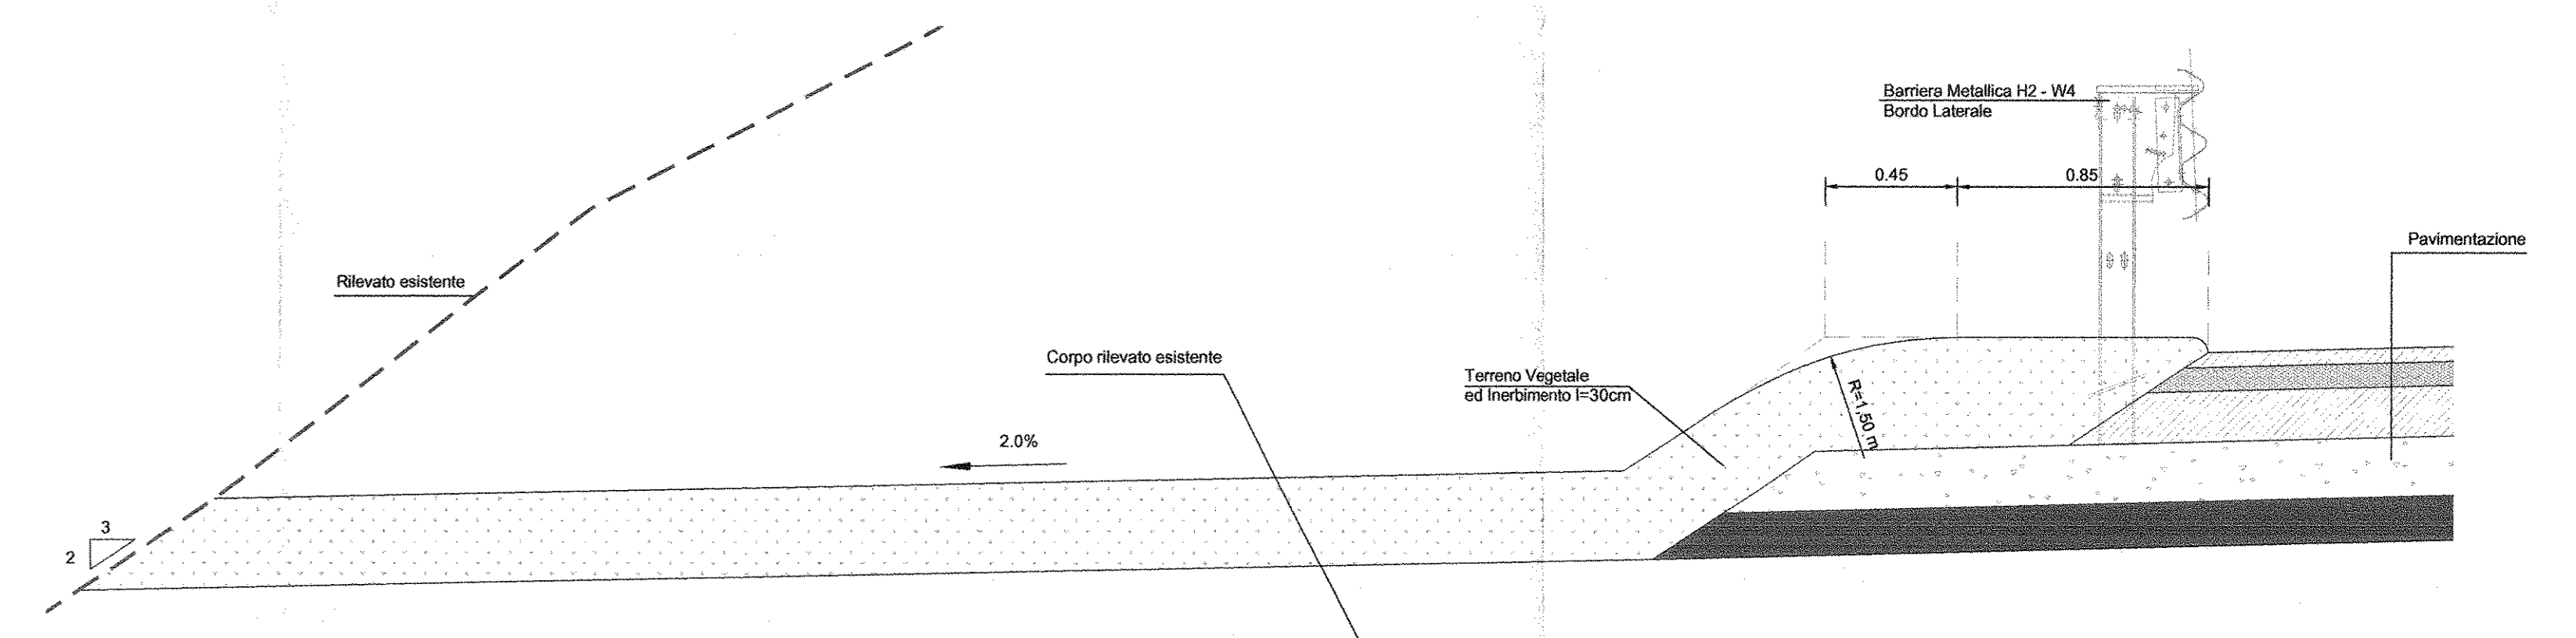 Barriera Metallica H2 - W4
Bordo Laterale
0.45
0.85
Pavimentazione
Rilevato esistente
Corpo rilevato esistente
Terreno Vegetale
ed Inerbimento l=30cm
R=1,50 m
2.0%
3
2